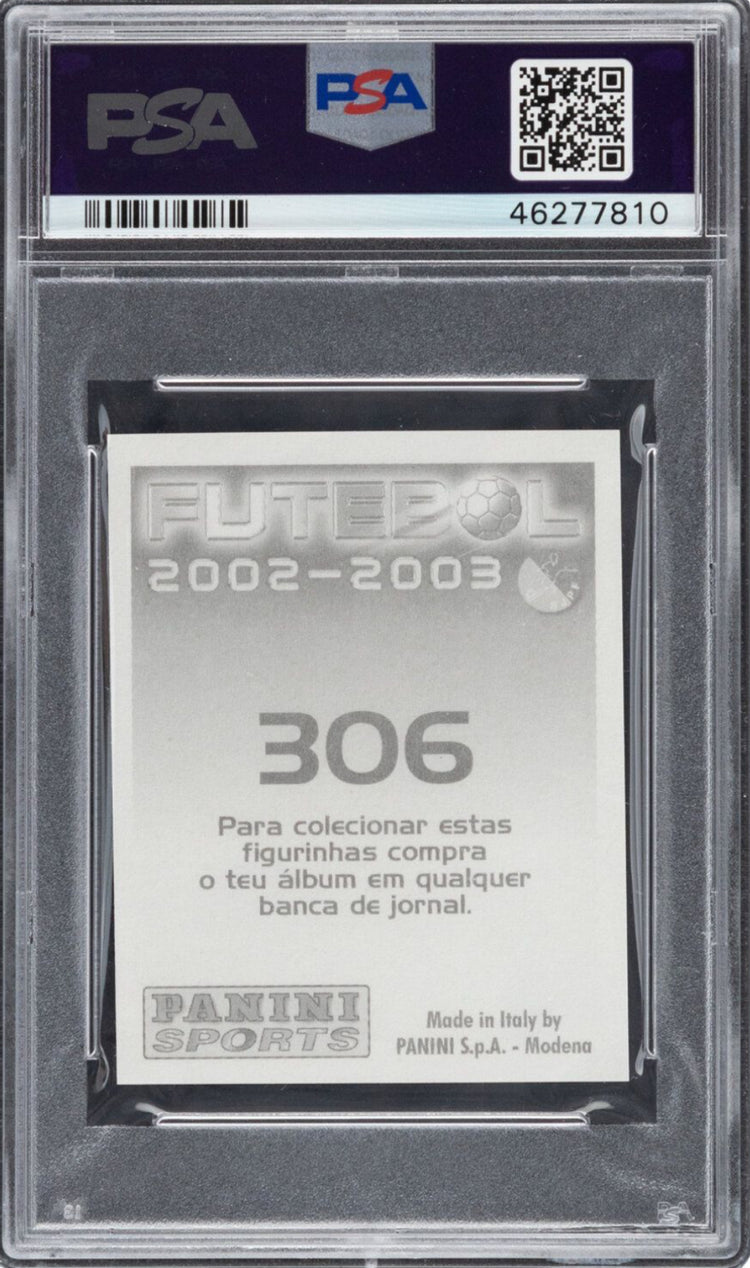 PSA
PSA
46277810
FUTEBOL
2002-2003
306
Para colecionar estas
figurinhas compra
o teu álbum em qualquer
banca de jornal.
PANINI
SPORTS
Made in Italy by
PANINI S.p.A. - Modena
PSA